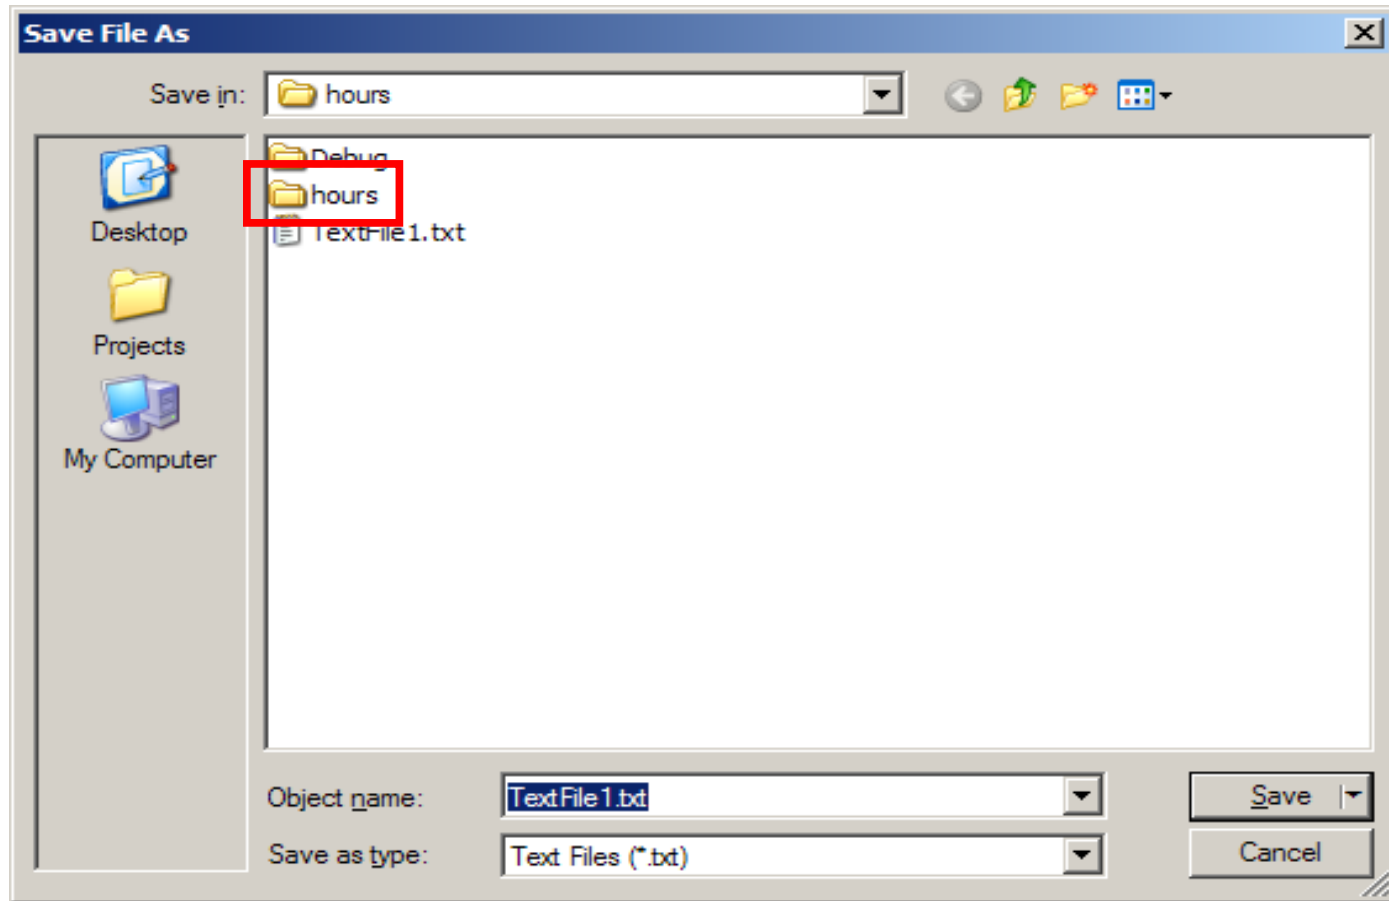 Save File As
Save in: hours
Debug
hours
TextFile1.txt
Desktop
Projects
My Computer
Object name: TextFile1.txt Save
Save as type: Text Files (*.txt) Cancel